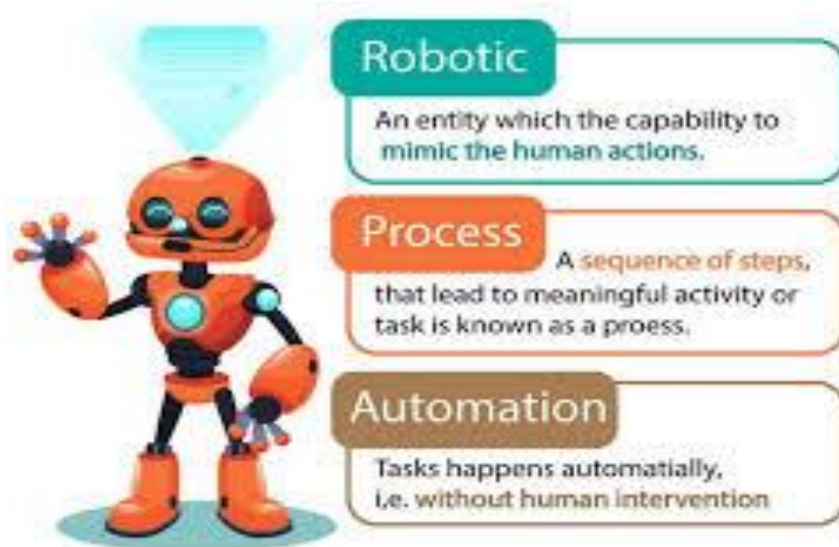 Robotic
An entity which the capability to
mimic the human actions.
Process
A sequence of steps,
that lead to meaningful activity or
task is known as a proess.
Automation
Tasks happens automatially,
i.e. without human intervention